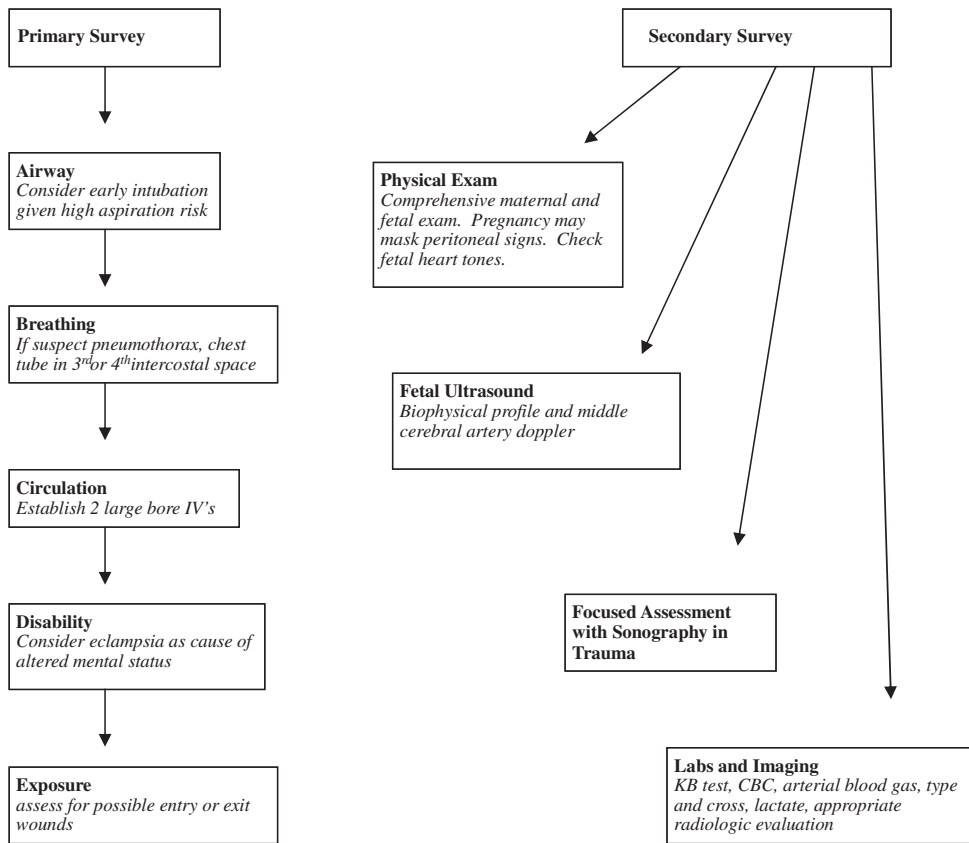 Primary Survey
Airway
Consider early intubation
given high aspiration risk
Breathing
If suspect pneumothorax, chest
tube in 3rd or 4th intercostal space
Circulation
Establish 2 large bore IV's
Disability
Consider eclampsia as cause of
altered mental status
Exposure
assess for possible entry or exit
wounds
Secondary Survey
Physical Exam
Comprehensive maternal and
fetal exam. Pregnancy may
mask peritoneal signs. Check
fetal heart tones.
Fetal Ultrasound
Biophysical profile and middle
cerebral artery doppler
Focused Assessment
with Sonography in
Trauma
Labs and Imaging
KB test, CBC, arterial blood gas, type
and cross, lactate, appropriate
radiologic evaluation